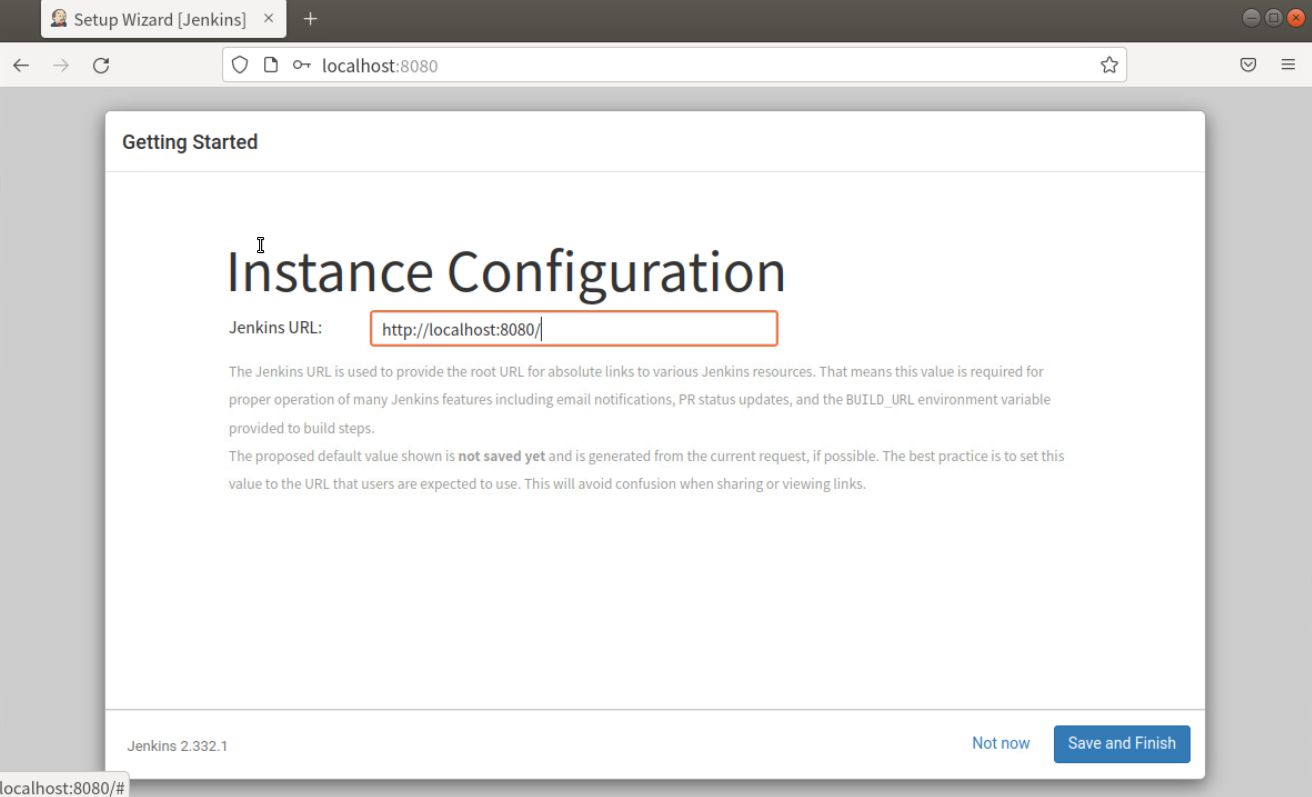 Setup Wizard [Jenkins]
localhost:8080
Getting Started
Instance Configuration
Jenkins URL:
http://localhost:8080/
The Jenkins URL is used to provide the root URL for absolute links to various Jenkins resources. That means this value is required for
proper operation of many Jenkins features including email notifications, PR status updates, and the BUILD_URL environment variable
provided to build steps.
The proposed default value shown is not saved yet and is generated from the current request, if possible. The best practice is to set this
value to the URL that users are expected to use. This will avoid confusion when sharing or viewing links.
Jenkins 2.332.1
Not now
Save and Finish
localhost:8080/#